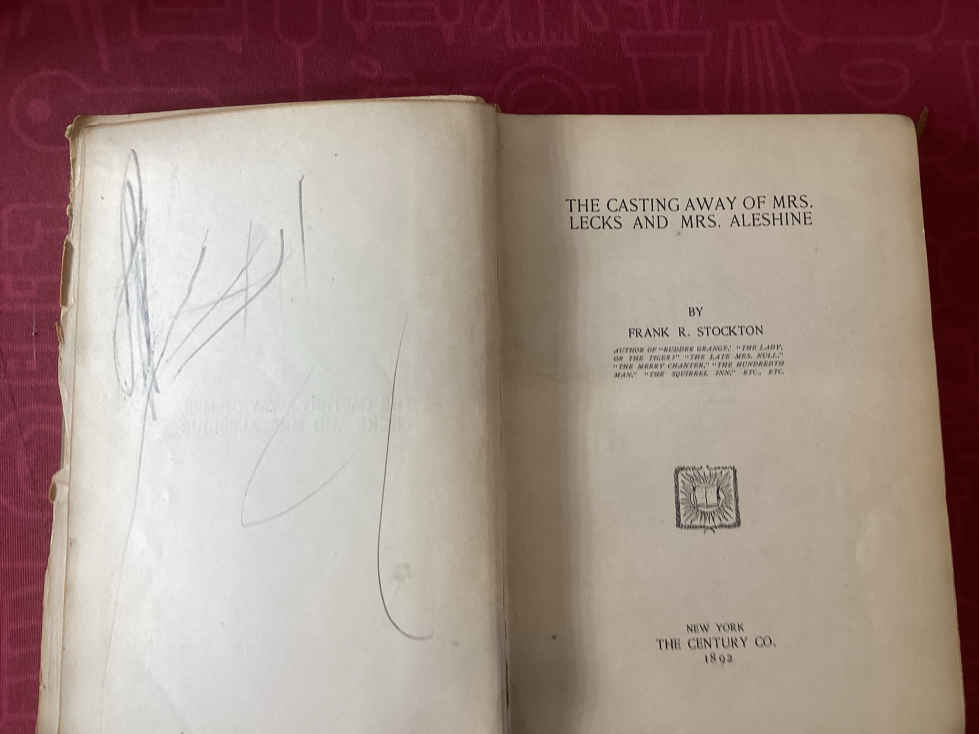 THE CASTING AWAY OF MRS.
LECKS AND MRS. ALESHINE
BY
FRANK R. STOCKTON
AUTHOR OF "RUDDER GRANGE," "THE LADY,
OR THE TIGER?" "THE LATE MRS. NULL,"
"THE MERRY CHANTER," "THE HUNDREDTH
MAN," "THE SQUIRREL INN," ETC., ETC.
NEW YORK
THE CENTURY CO.
1892